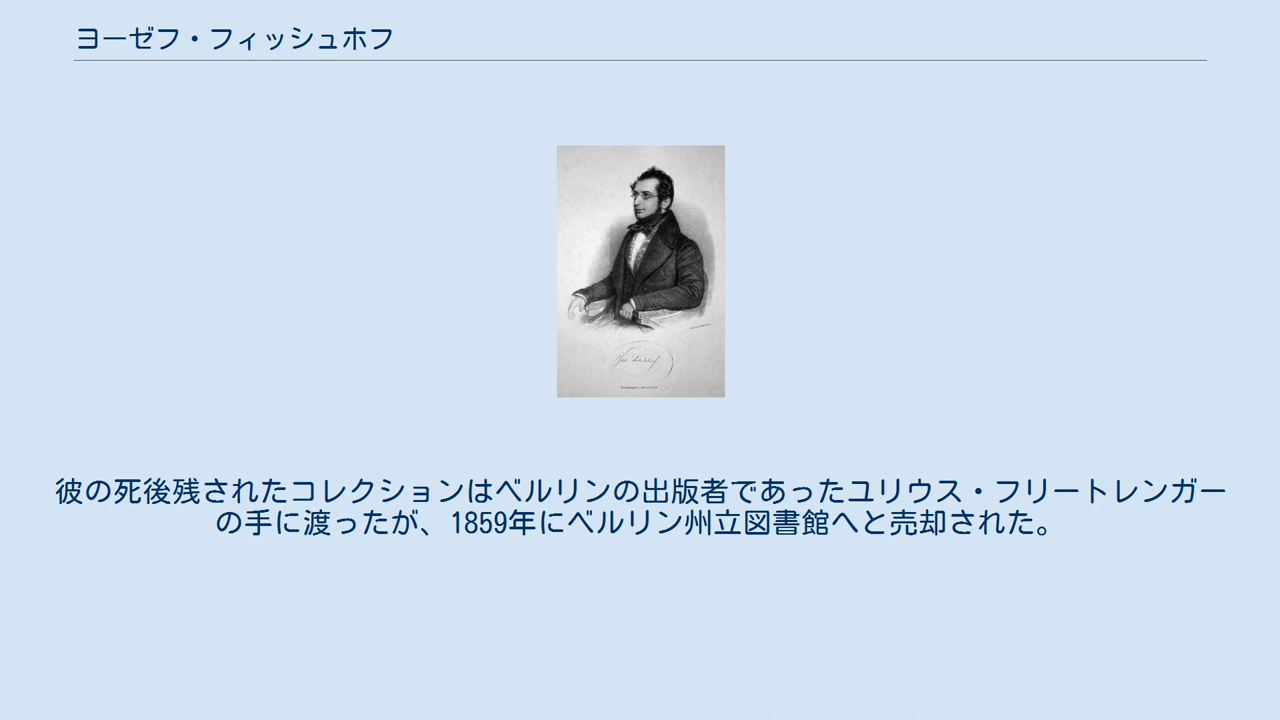 ヨーゼフ・フィッシュホフ
彼の死後残されたコレクションはベルリンの出版者であったユリウス・フリートレンガー
の手に渡ったが、1859年にベルリン州立図書館へと売却された。